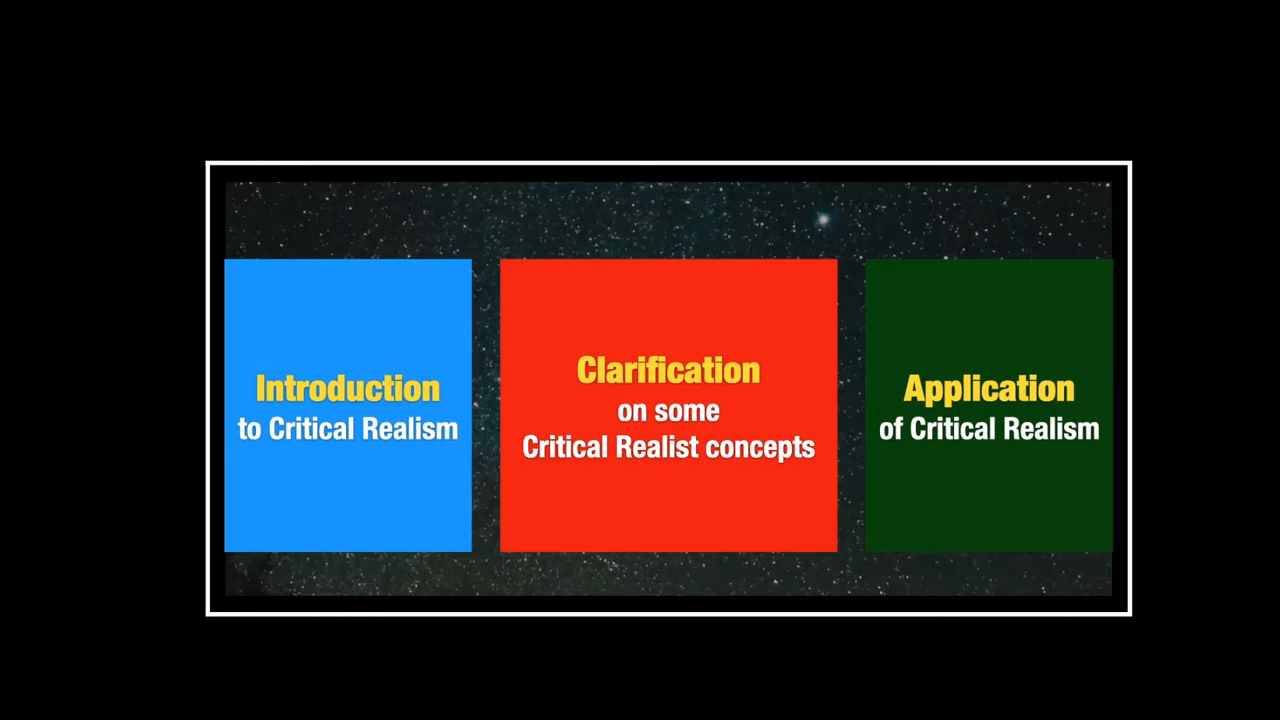 Introduction
to Critical Realism
Clarification
on some
Critical Realist concepts
Application
of Critical Realism